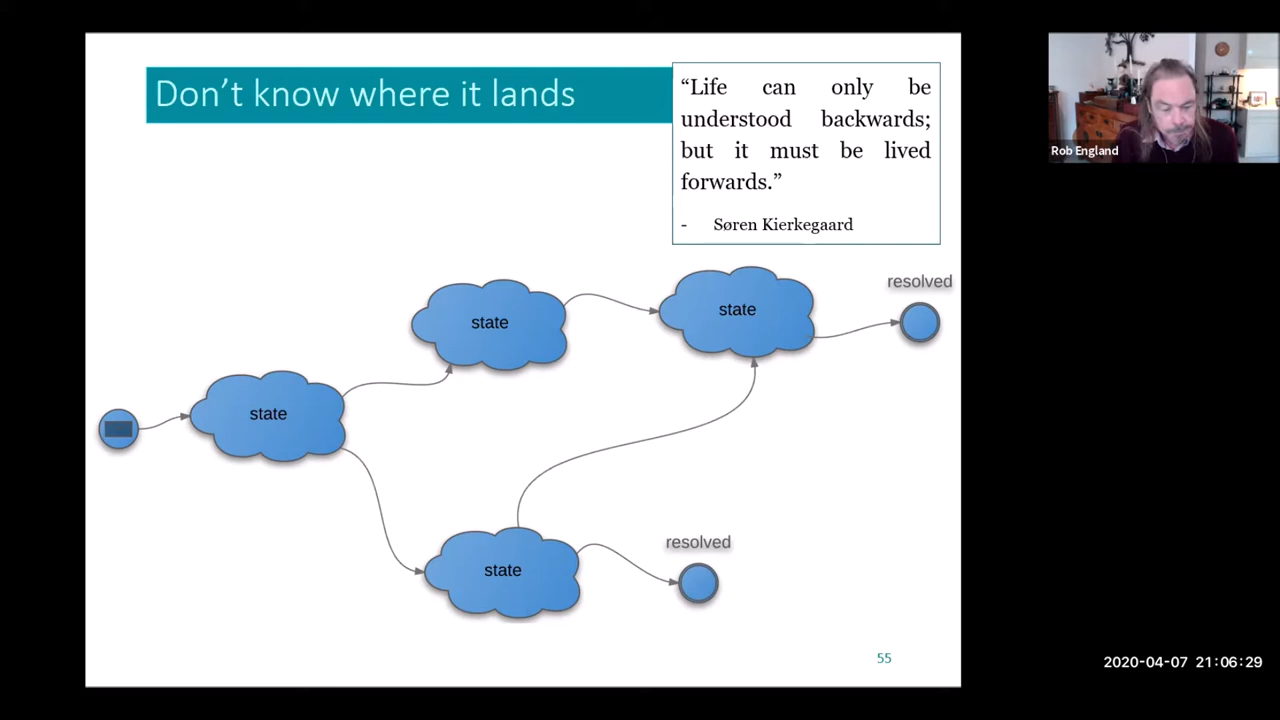 Don’t know where it lands
“Life can only be
understood backwards;
but it must be lived
forwards.”
- Søren Kierkegaard
Rob England
resolved
state
state
state
resolved
state
55
2020-04-07 21:06:29